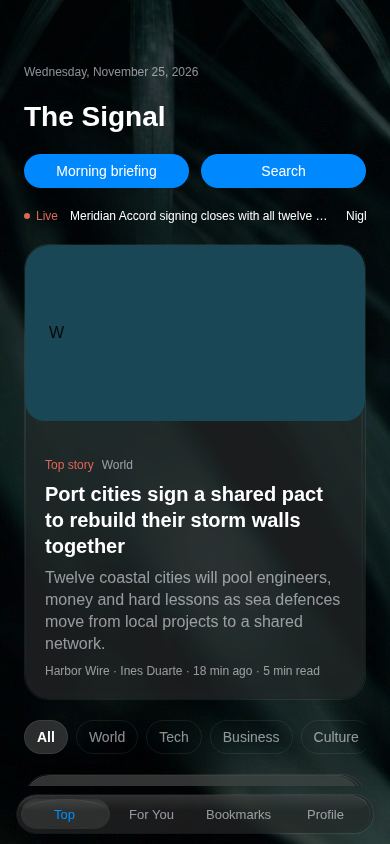 Wednesday, November 25, 2026
The Signal
Morning briefing
Search
Live Meridian Accord signing closes with all twelve …
W
Top story World
Port cities sign a shared pact
to rebuild their storm walls
together
Twelve coastal cities will pool engineers,
money and hard lessons as sea defences
move from local projects to a shared
network.
Harbor Wire · Ines Duarte · 18 min ago · 5 min read
All
World
Tech
Business
Culture
Top
For You
Bookmarks
Profile